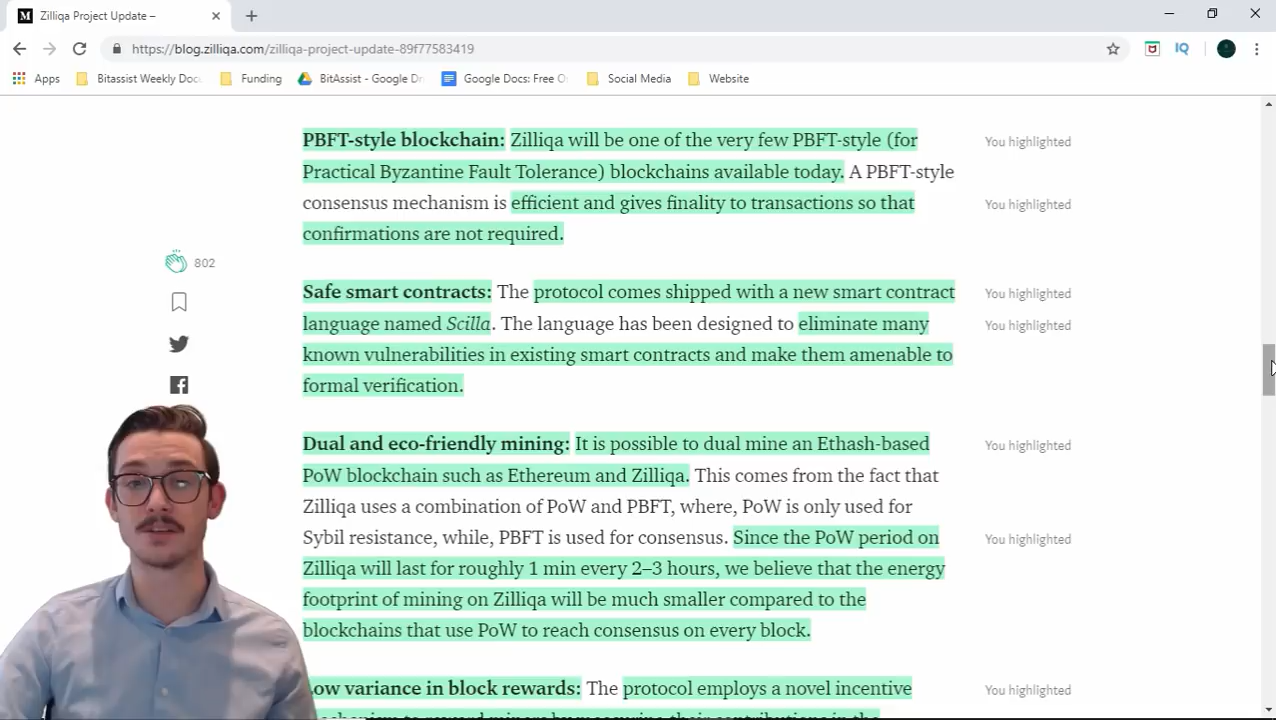 Zilliqa Project Update –
https://blog.zilliqa.com/zilliqa-project-update-89f77583419
Apps
Bitassist Weekly Doc
Funding
BitAssist - Google Dr
Google Docs: Free O
Social Media
Website
PBFT-style blockchain: Zilliqa will be one of the very few PBFT-style (for
You highlighted
Practical Byzantine Fault Tolerance) blockchains available today. A PBFT-style
consensus mechanism is efficient and gives finality to transactions so that
You highlighted
confirmations are not required.
802
Safe smart contracts: The protocol comes shipped with a new smart contract
You highlighted
language named Scilla. The language has been designed to eliminate many
You highlighted
known vulnerabilities in existing smart contracts and make them amenable to
formal verification.
Dual and eco-friendly mining: It is possible to dual mine an Ethash-based
You highlighted
PoW blockchain such as Ethereum and Zilliqa. This comes from the fact that
Zilliqa uses a combination of PoW and PBFT, where, PoW is only used for
Sybil resistance, while, PBFT is used for consensus. Since the PoW period on
You highlighted
Zilliqa will last for roughly 1 min every 2–3 hours, we believe that the energy
footprint of mining on Zilliqa will be much smaller compared to the
blockchains that use PoW to reach consensus on every block.
Low variance in block rewards: The protocol employs a novel incentive
You highlighted